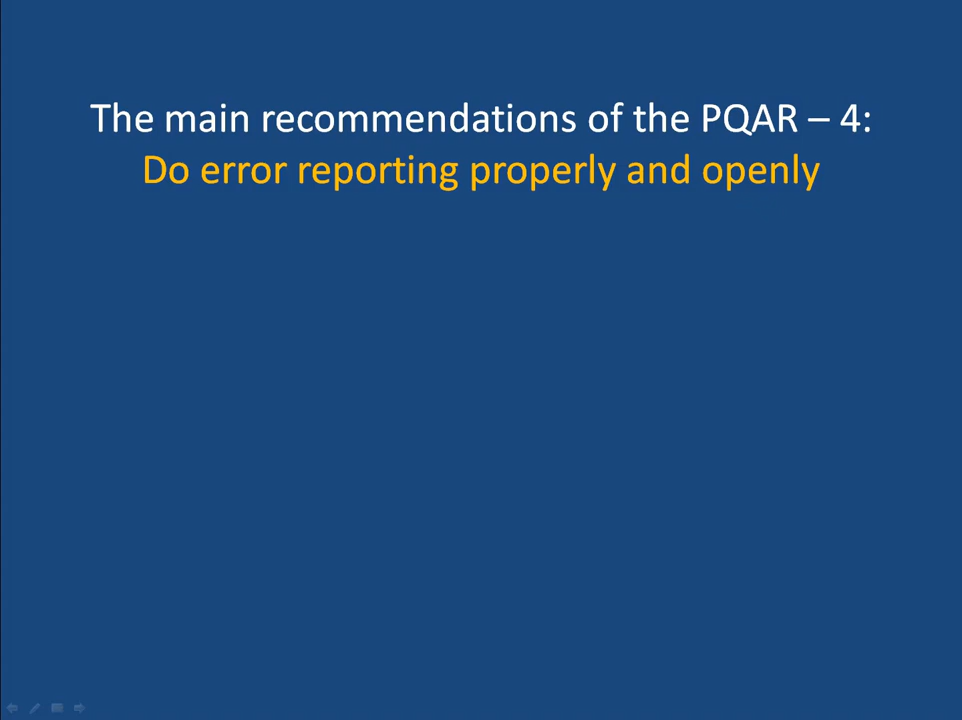 The main recommendations of the PQAR – 4:
Do error reporting properly and openly